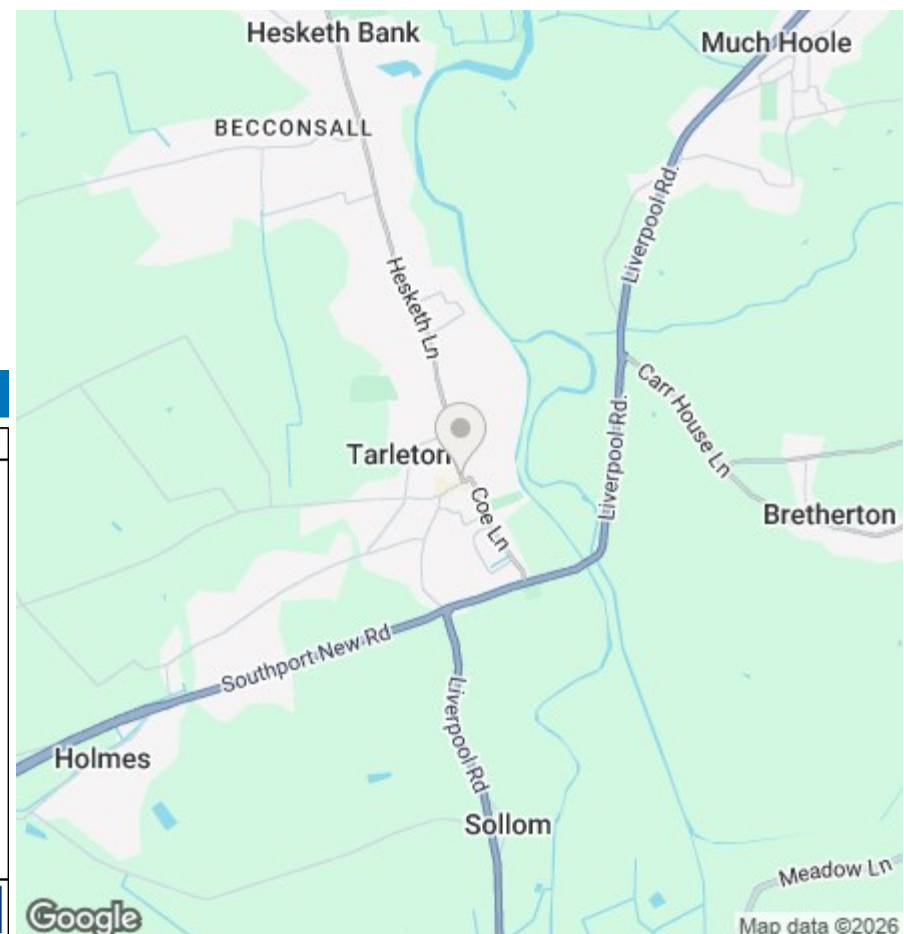 Hesketh Bank
Much Hoole
BECCONSALL
Liverpool Rd
Hesketh Ln
Carr House Ln
Tarleton
Liverpool Rd
Coe Ln
Bretherton
Southport New Rd
Liverpool Rd
Holmes
Sollom
Meadow Ln
Google
Map data ©2026